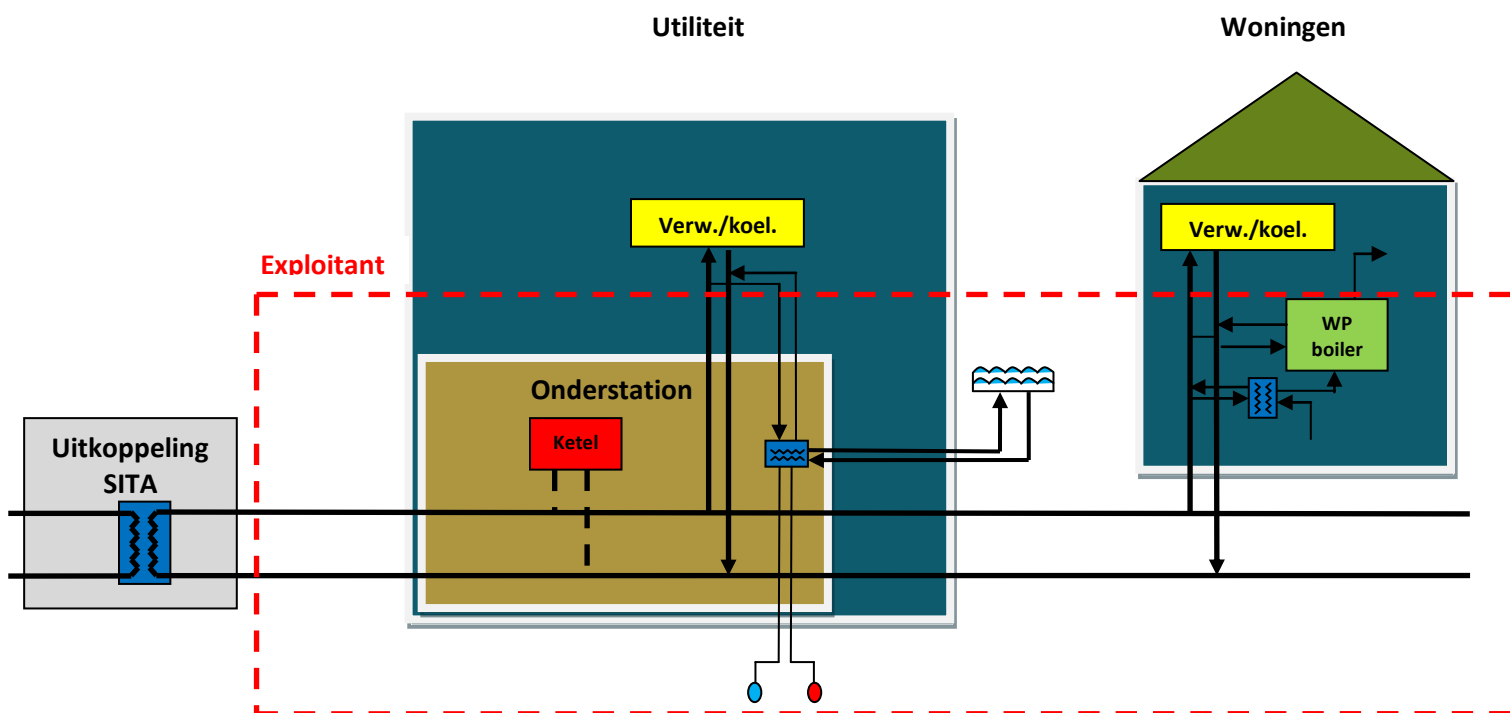 Utiliteit
Woningen
Verw./koel.
Verw./koel.
Exploitant
WP
boiler
Onderstation
Ketel
Uitkoppeling
SITA